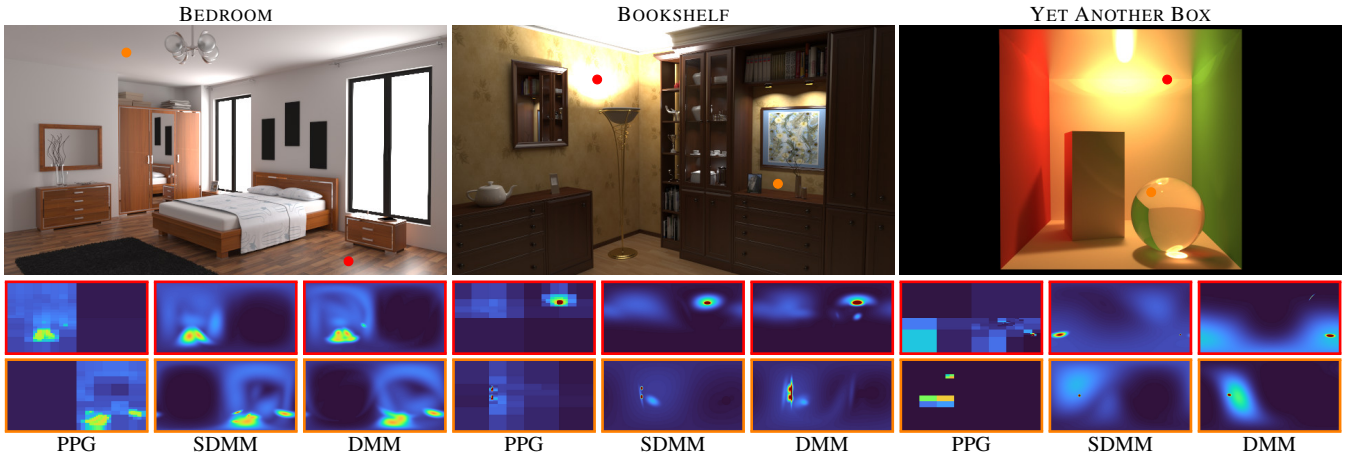 BEDROOM
BOOKSHELF
YET ANOTHER BOX
PPG
SDMM
DMM
PPG
SDMM
DMM
PPG
SDMM
DMM